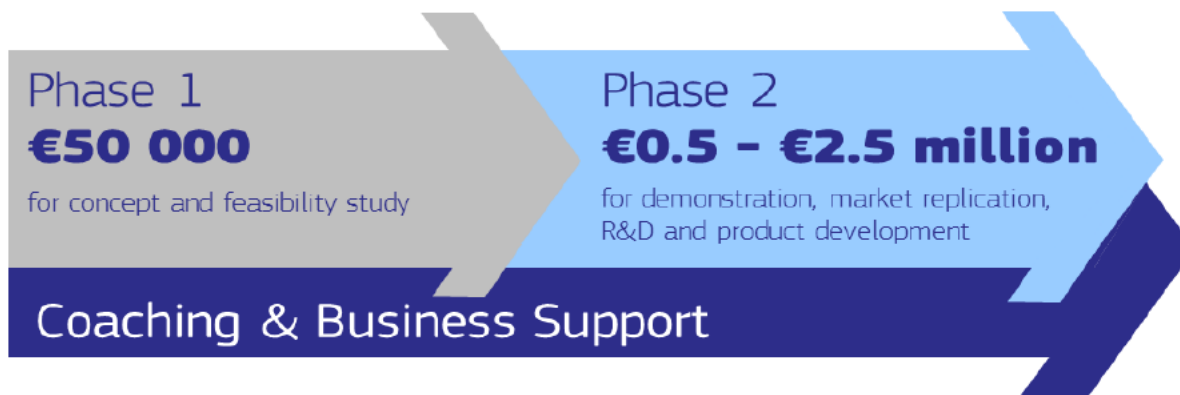 Phase 1
€50 000
for concept and feasibility study
Phase 2
€0.5 – €2.5 million
for demonstration, market replication,
R&D and product development
Coaching & Business Support